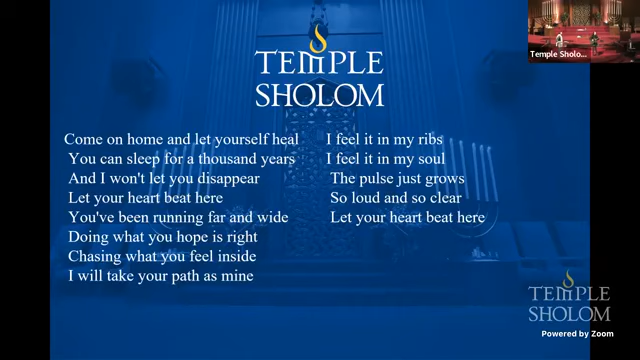 TEMPLE
SHOLOM
Come on home and let yourself heal
You can sleep for a thousand years
And I won't let you disappear
Let your heart beat here
You've been running far and wide
Doing what you hope is right
Chasing what you feel inside
I will take your path as mine
I feel it in my ribs
I feel it in my soul
The pulse just grows
So loud and so clear
Let your heart beat here
Temple Sholo...
TEMPLE
SHOLOM
Powered by Zoom